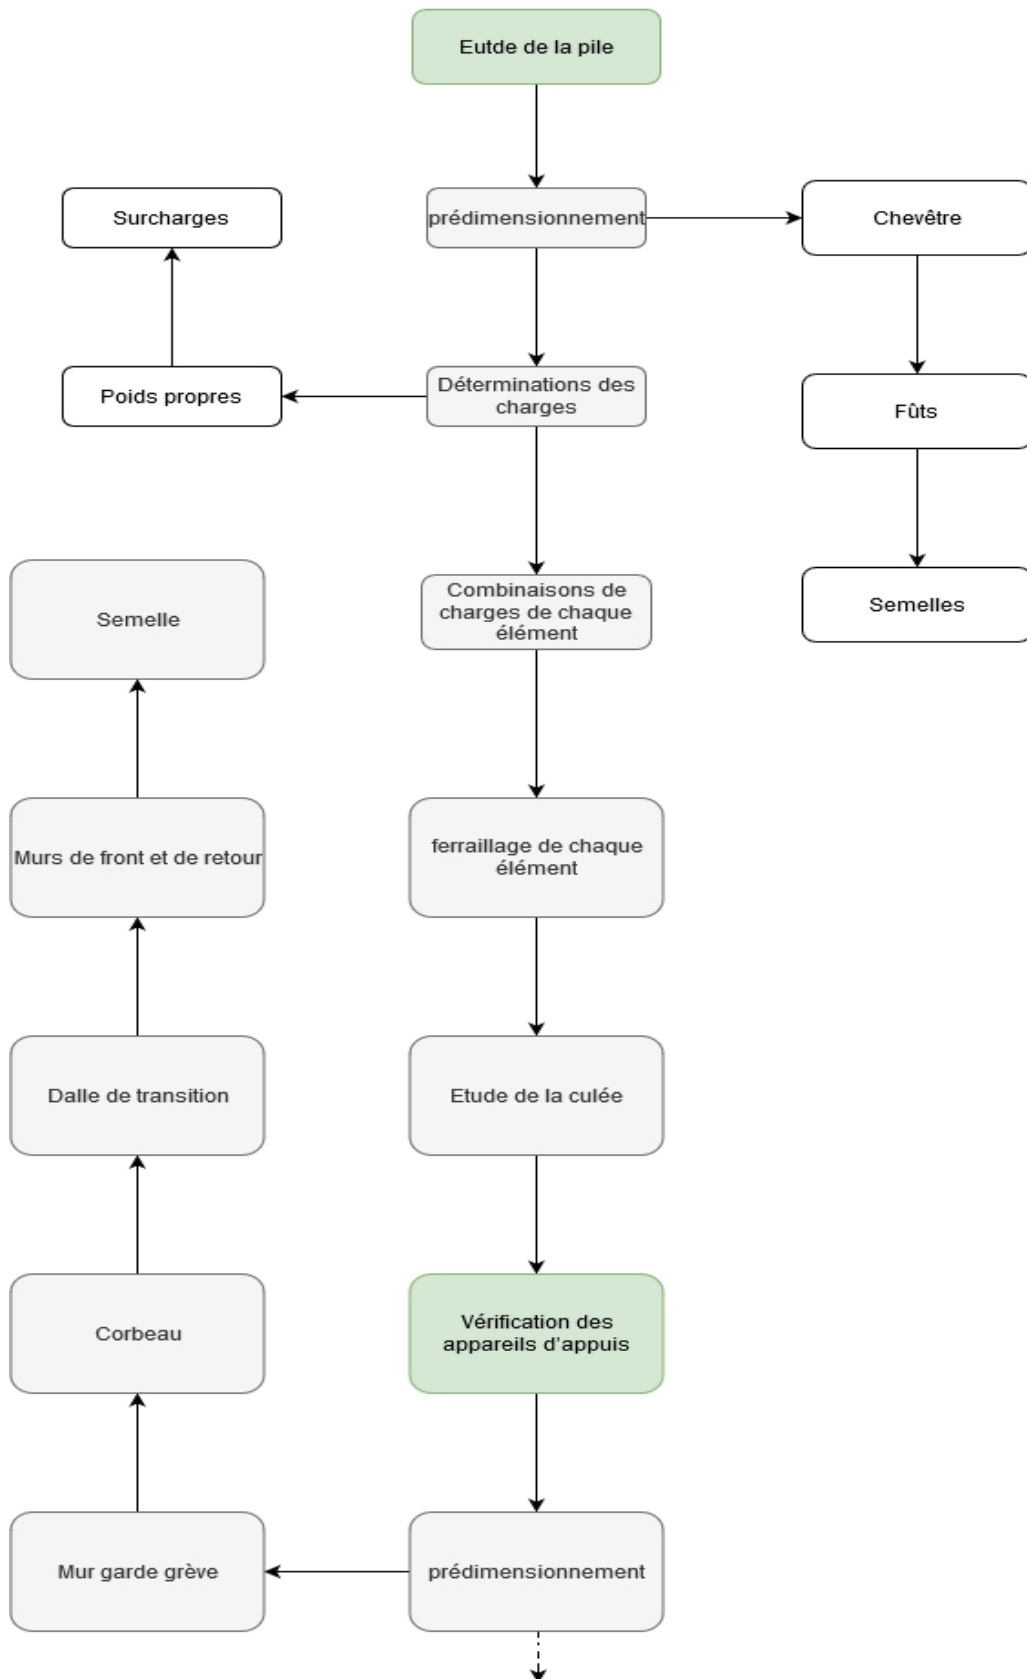 Eutde de la pile
Surcharges
prédimensionnement
Chevêtre
Poids propres
Déterminations des
charges
Fûts
Semelle
Combinaisons de
charges de chaque
élément
Semelles
Murs de front et de retour
ferraillage de chaque
élément
Dalle de transition
Etude de la culée
Corbeau
Vérification des
appareils d'appuis
Mur garde grève
prédimensionnement